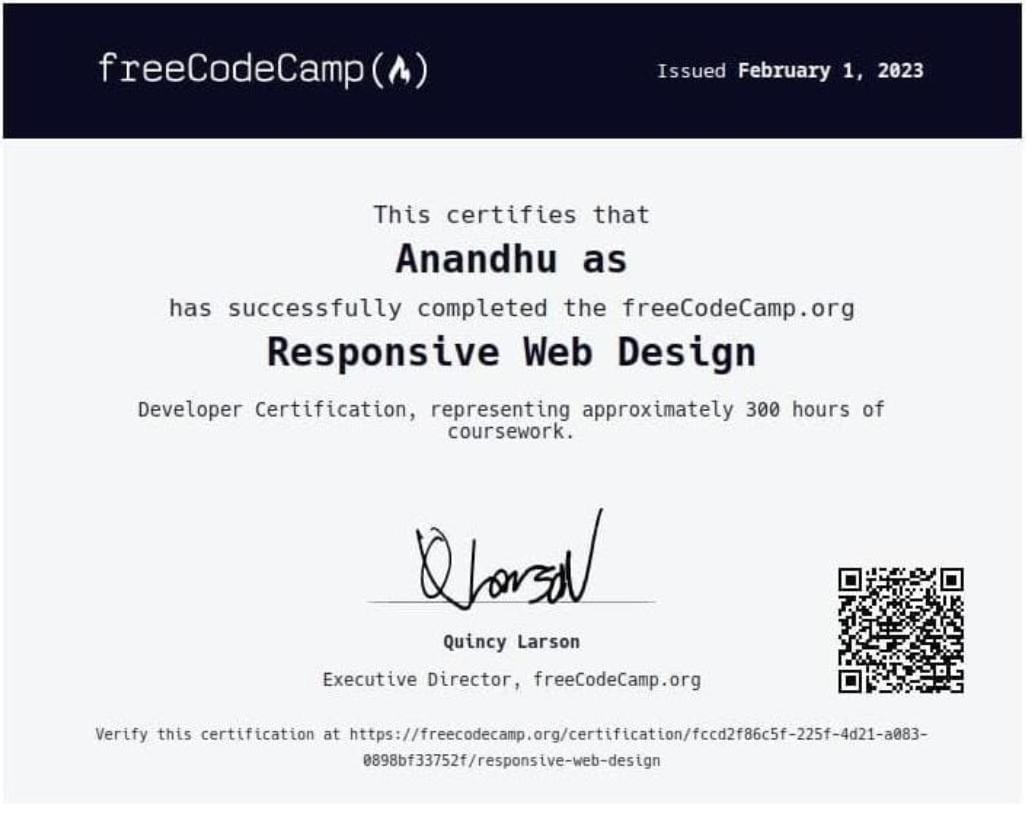 freeCodeCamp(🔥)
Issued February 1, 2023
This certifies that
Anandhu as
has successfully completed the freeCodeCamp.org
Responsive Web Design
Developer Certification, representing approximately 300 hours of
coursework.
Q Larson
Quincy Larson
Executive Director, freeCodeCamp.org
Verify this certification at https://freecodecamp.org/certification/fccd2f86c5f-225f-4d21-a083-
0898bf33752f/responsive-web-design